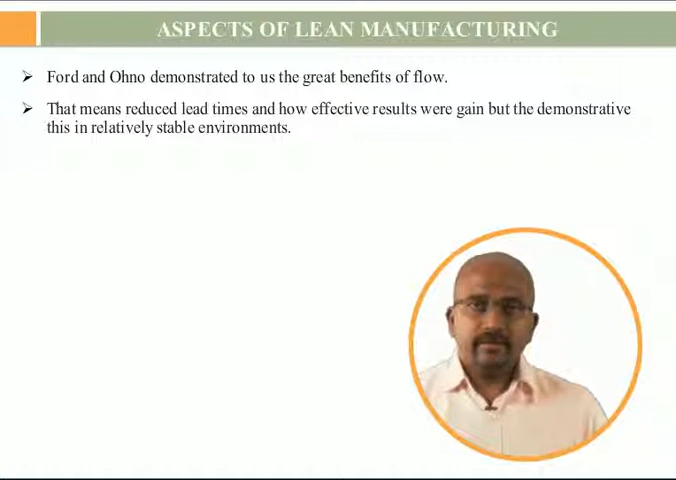 ASPECTS OF LEAN MANUFACTURING
Ford and Ohno demonstrated to us the great benefits of flow.
That means reduced lead times and how effective results were gain but the demonstrative
this in relatively stable environments.